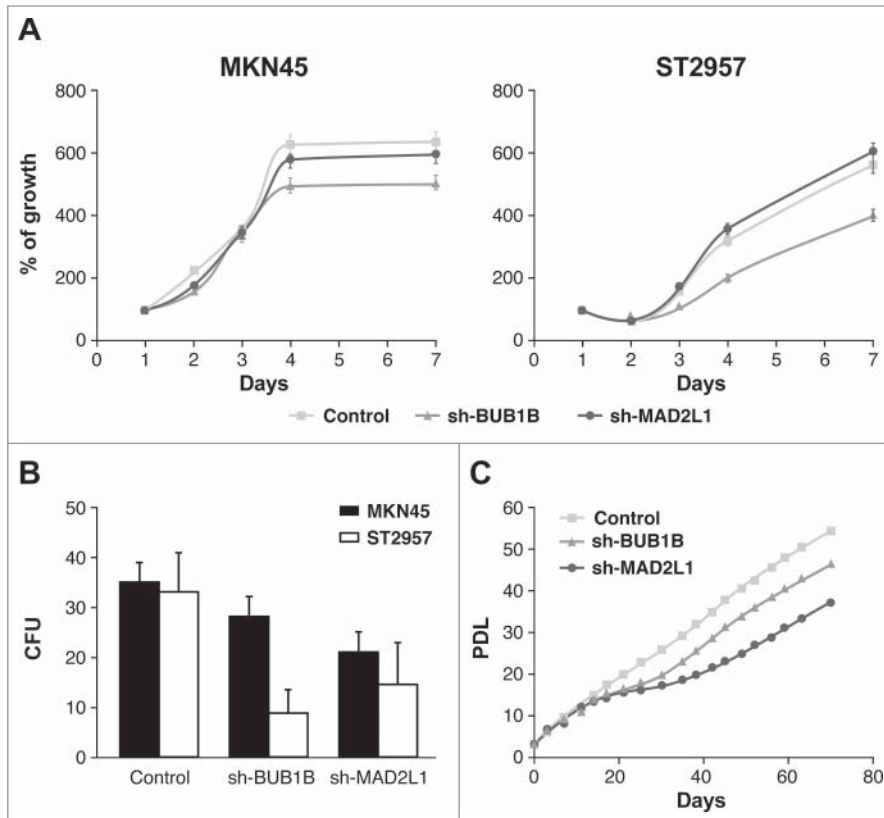 A
MKN45
ST2957
800
600
400
200
0
% of growth
0 1 2 3 4 5 6 7
Days
800
600
400
200
0
0 1 2 3 4 5 6 7
Days
Control sh-BUB1B sh-MAD2L1
B
50
40
30
20
10
0
CFU
MKN45
ST2957
Control sh-BUB1B sh-MAD2L1
C
60
50
40
30
20
10
0
PDL
Control
sh-BUB1B
sh-MAD2L1
0 20 40 60 80
Days